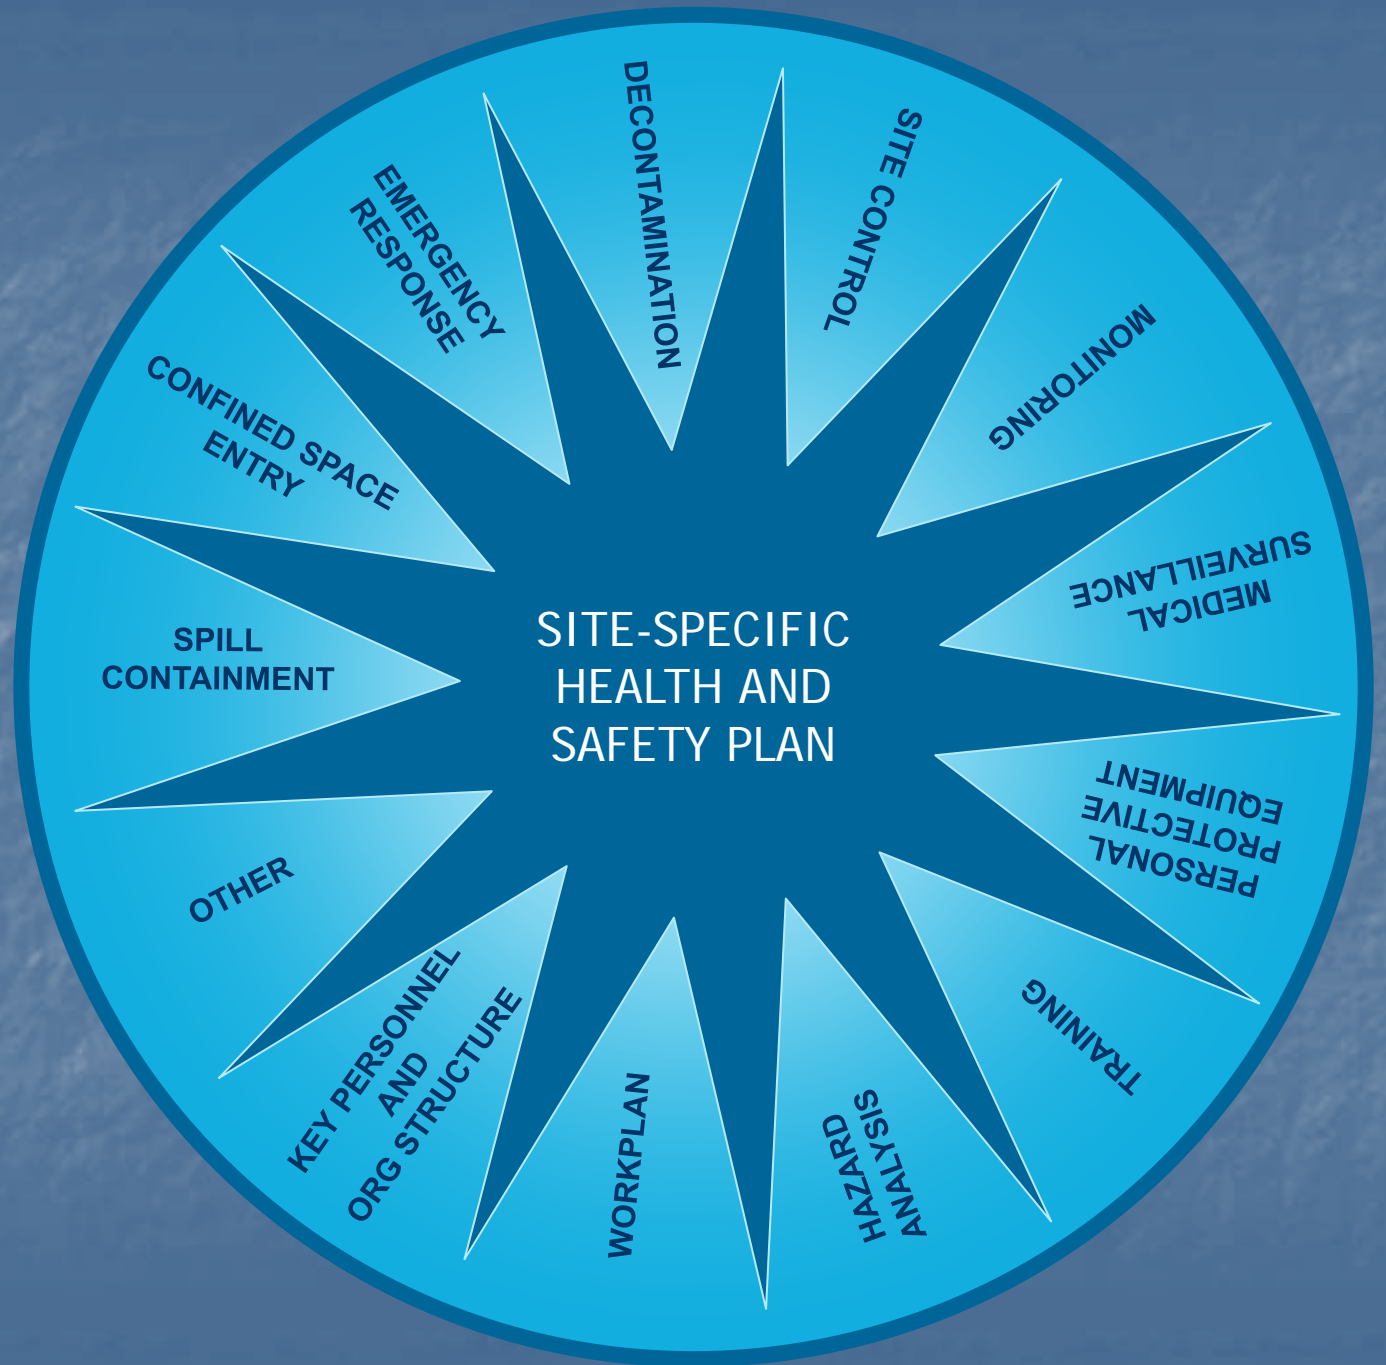 DECONTAMINATION
SITE CONTROL
MONITORING
MEDICAL
SURVEILLANCE
PERSONAL
PROTECTIVE
EQUIPMENT
TRAINING
HAZARD
ANALYSIS
WORKPLAN
KEY PERSONNEL
AND
ORG STRUCTURE
OTHER
SPILL
CONTAINMENT
CONFINED SPACE
ENTRY
EMERGENCY
RESPONSE
SITE-SPECIFIC
HEALTH AND
SAFETY PLAN